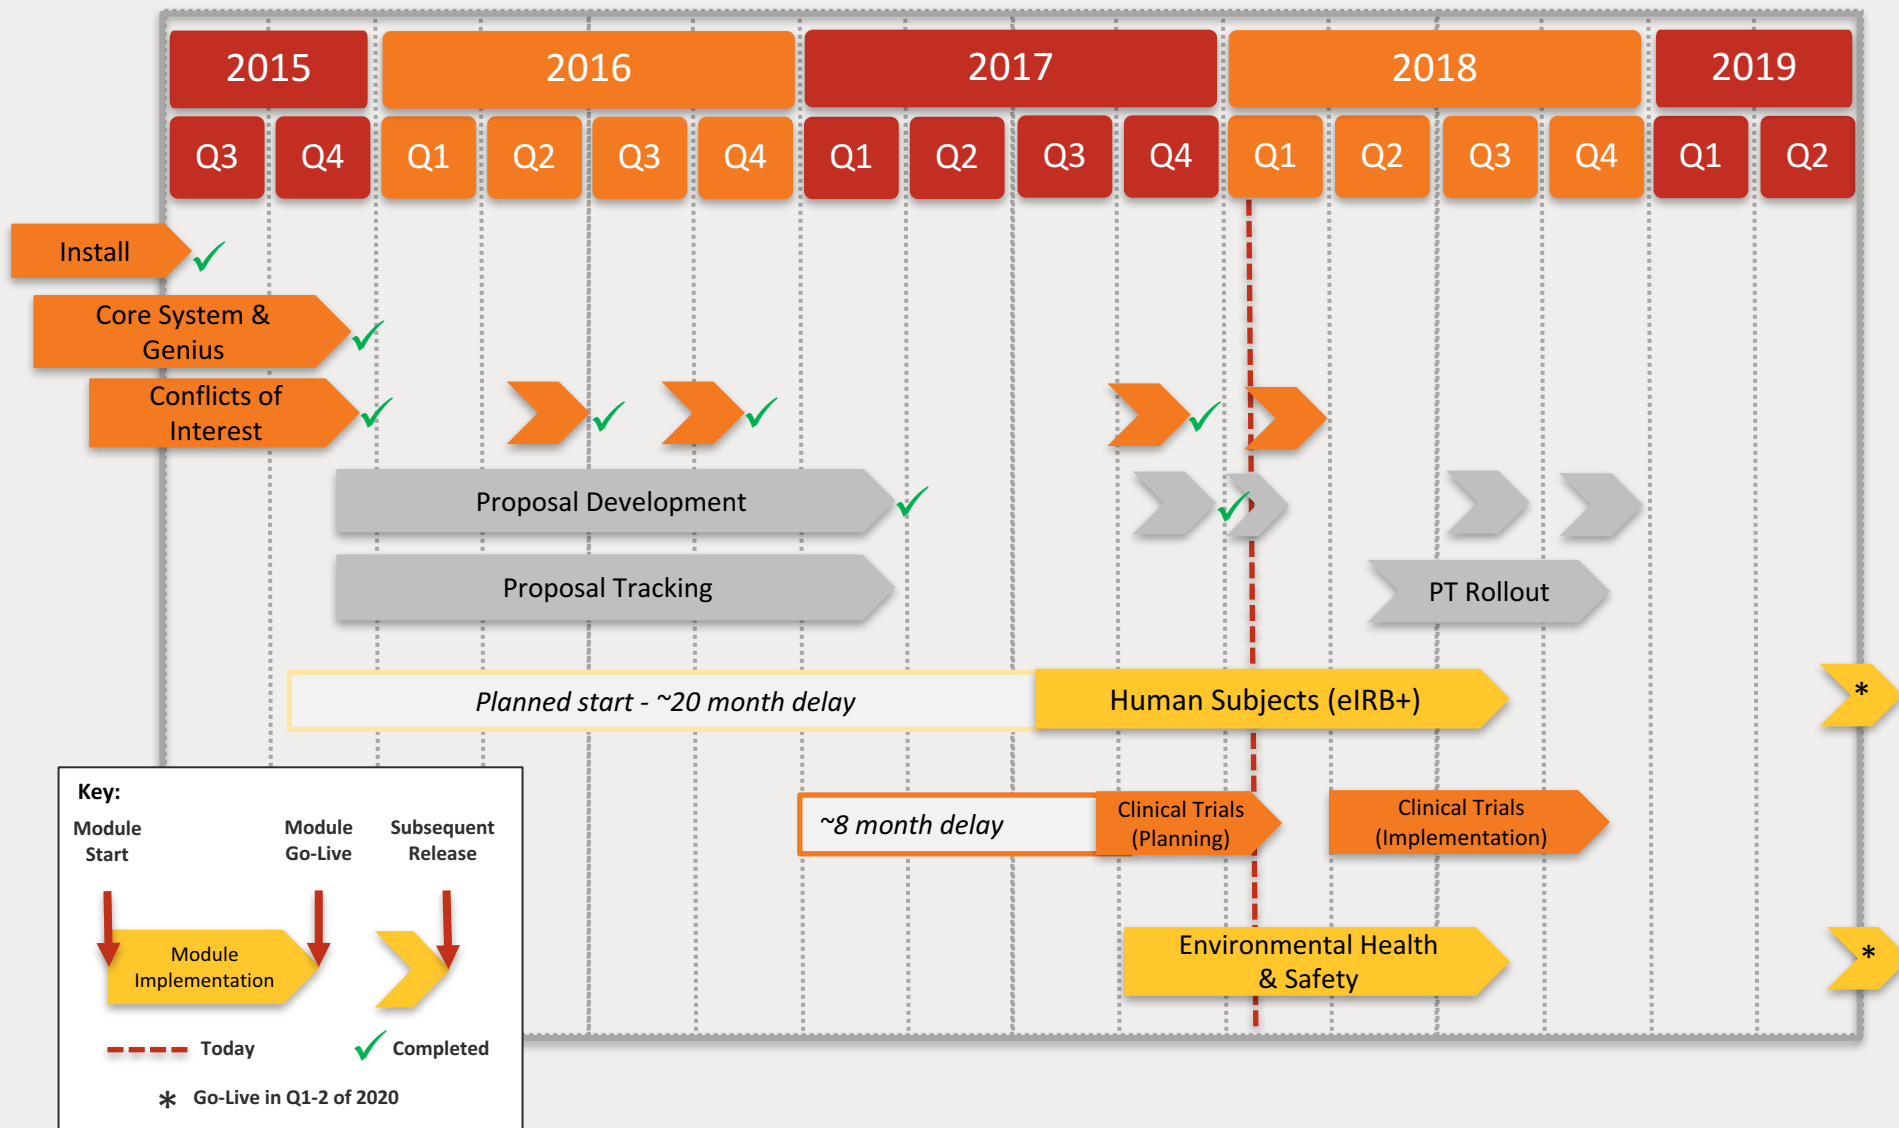 2015 2016 2017 2018 2019
Q3 Q4 Q1 Q2 Q3 Q4 Q1 Q2 Q3 Q4 Q1 Q2 Q3 Q4 Q1 Q2
Install
Core System &
Genius
Conflicts of
Interest
Proposal Development
Proposal Tracking
PT Rollout
Planned start - ~20 month delay
Human Subjects (eIRB+)
*
~8 month delay
Clinical Trials
(Planning)
Clinical Trials
(Implementation)
Environmental Health
& Safety
*
Key:
Module
Start
Module
Go-Live
Subsequent
Release
Module
Implementation
Today
Completed
* Go-Live in Q1-2 of 2020